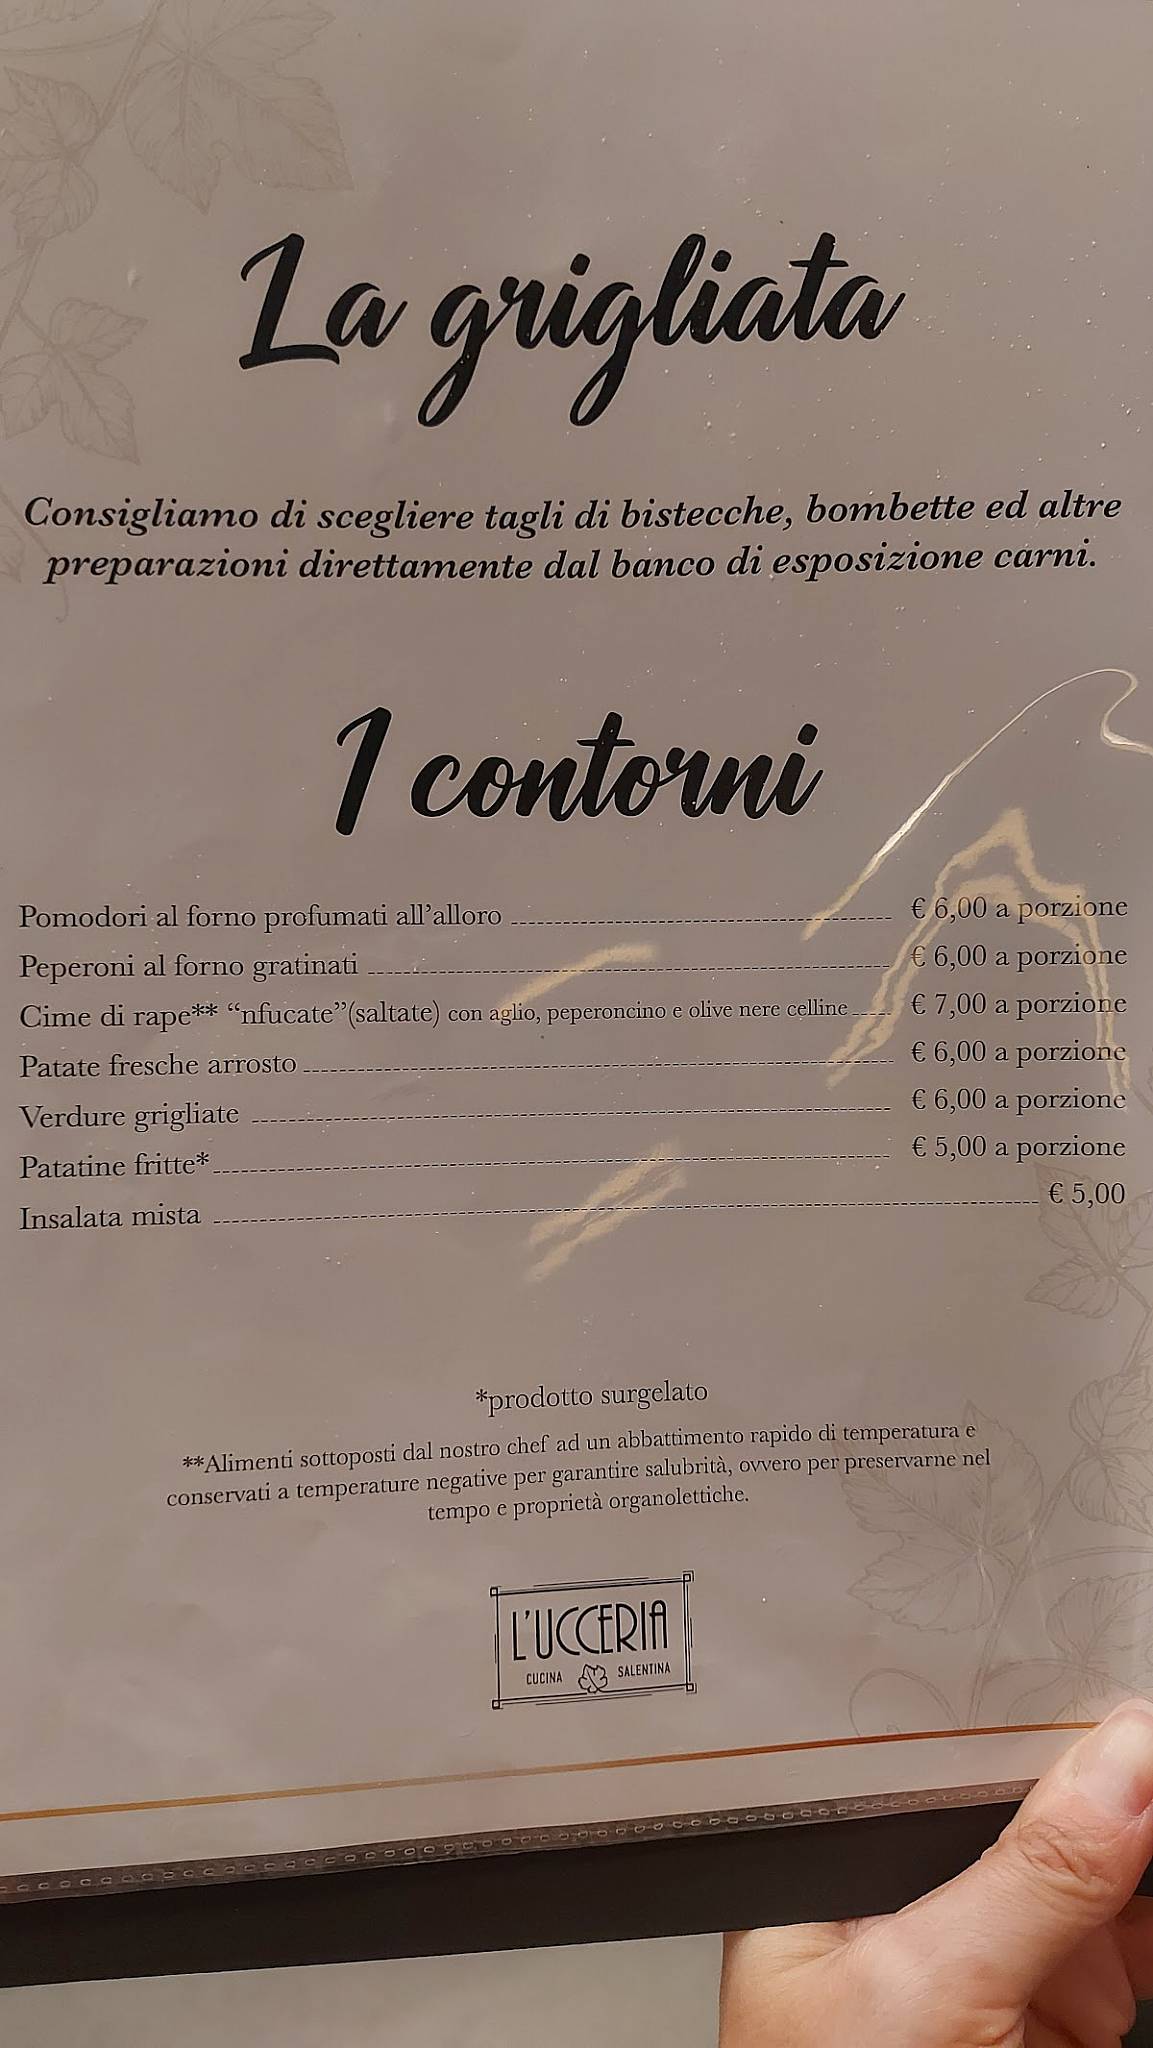 La grigliata
Consigliamo di scegliere tagli di bistecche, bombette ed altre
preparazioni direttamente dal banco di esposizione carni.
I contorni
Pomodori al forno profumati all'alloro € 6,00 a porzione
Peperoni al forno gratinati € 6,00 a porzione
Cime di rape** “nfucate”(saltate) con aglio, peperoncino e olive nere celline € 7,00 a porzione
Patate fresche arrosto € 6,00 a porzione
Verdure grigliate € 6,00 a porzione
Patatine fritte* € 5,00 a porzione
Insalata mista € 5,00
*prodotto surgelato
**Alimenti sottoposti dal nostro chef ad un abbattimento rapido di temperatura e
conservati a temperature negative per garantire salubrità, ovvero per preservarne nel
tempo e proprietà organolettiche.
L'UCCERIA
CUCINA SALENTINA